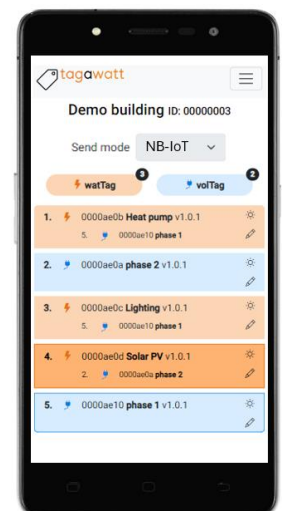 tagawatt
Demo building ID: 00000003
Send mode NB-IoT
3
2
watTag
volTag
1. 0000ae0b Heat pump v1.0.1
5. 0000ae10 phase 1
2. 0000ae0a phase 2 v1.0.1
3. 0000ae0c Lighting v1.0.1
5. 0000ae10 phase 1
4. 0000ae0d Solar PV v1.0.1
2. 0000ae0a phase 2
5. 0000ae10 phase 1 v1.0.1